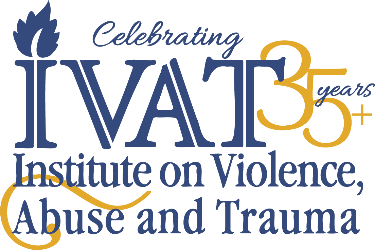 Celebrating
IVAT 35+ years
Institute on Violence,
Abuse and Trauma